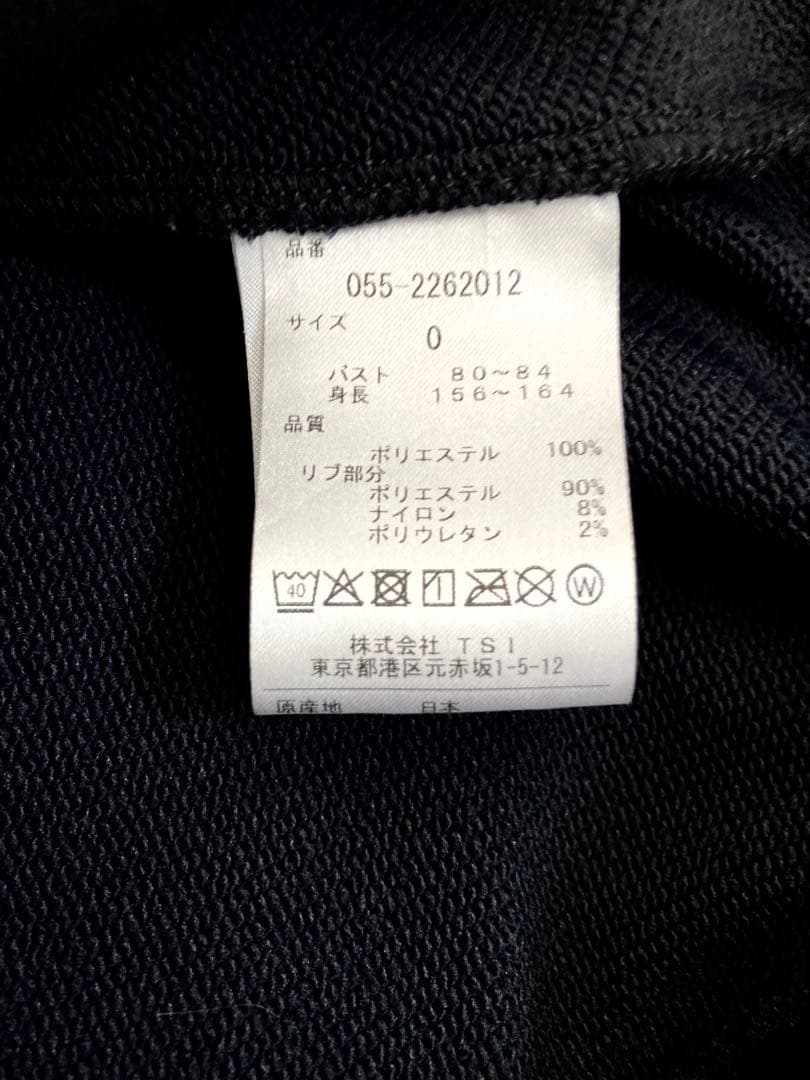 品番
055-2262012
サイズ
0
バスト 80～84
身長 156～164
品質
ポリエステル 100%
リブ部分
ポリエステル 90%
ナイロン 8%
ポリウレタン 2%
40 W
株式会社 TSI
東京都港区元赤坂1-5-12
原産地 日本